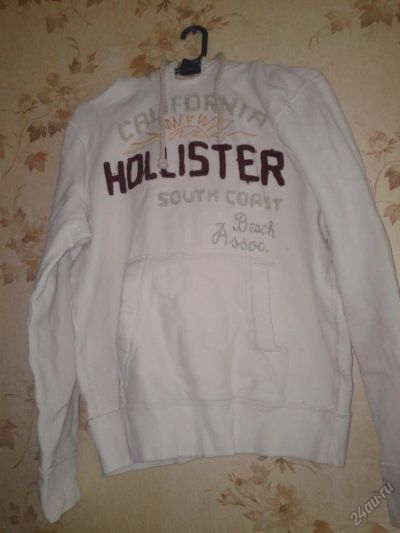 CALIFORNIA
HOLLISTER
SOUTH COAST
Beach
Assoc.
24au.ru